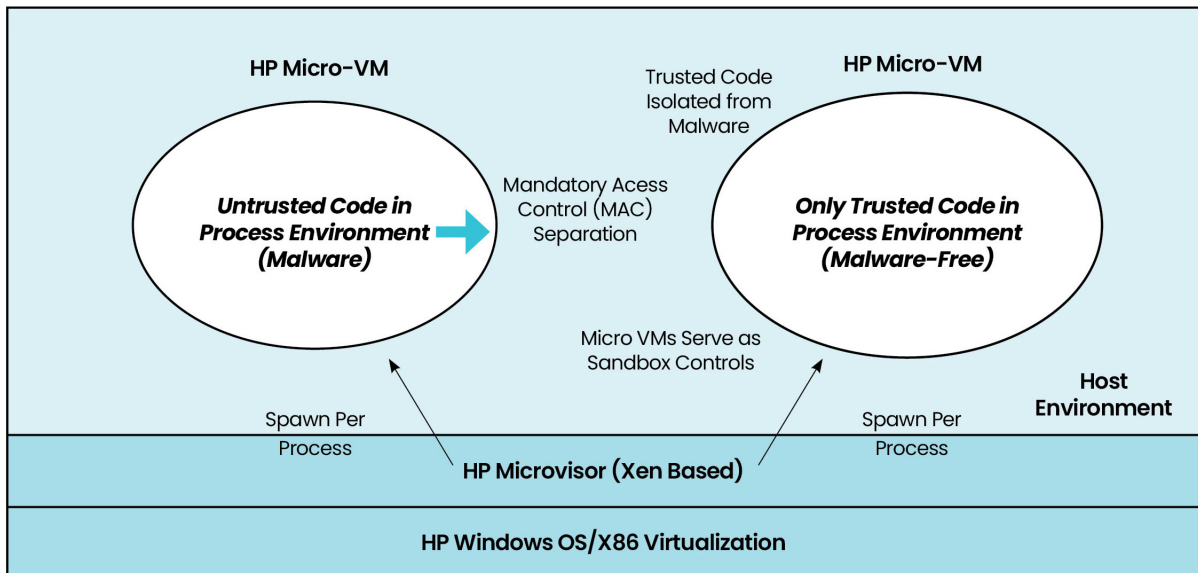 HP Micro-VM
Untrusted Code in
Process Environment
(Malware)
Mandatory Acess
Control (MAC)
Separation
Trusted Code
Isolated from
Malware
HP Micro-VM
Only Trusted Code in
Process Environment
(Malware-Free)
Micro VMs Serve as
Sandbox Controls
Host
Environment
Spawn Per
Process
Spawn Per
Process
HP Microvisor (Xen Based)
HP Windows OS/X86 Virtualization